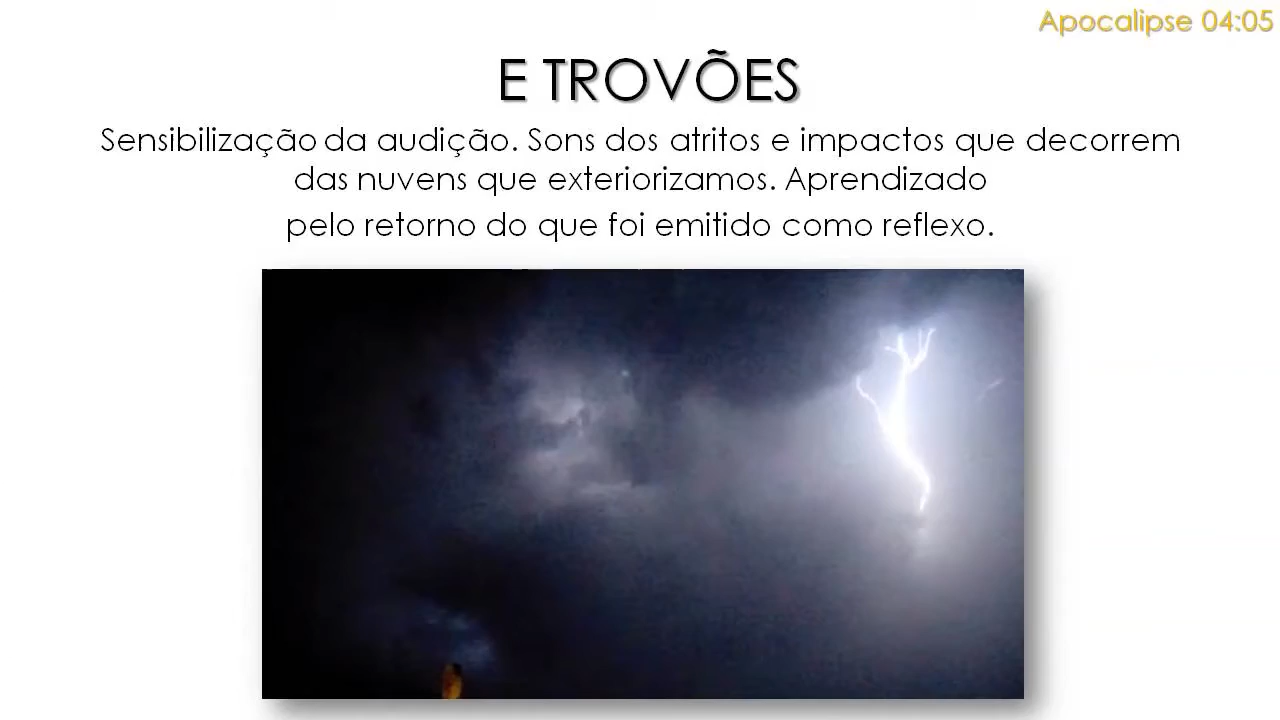 Apocalipse 04:05
E TROVÕES
Sensibilização da audição. Sons dos atritos e impactos que decorrem
das nuvens que exteriorizamos. Aprendizado
pelo retorno do que foi emitido como reflexo.